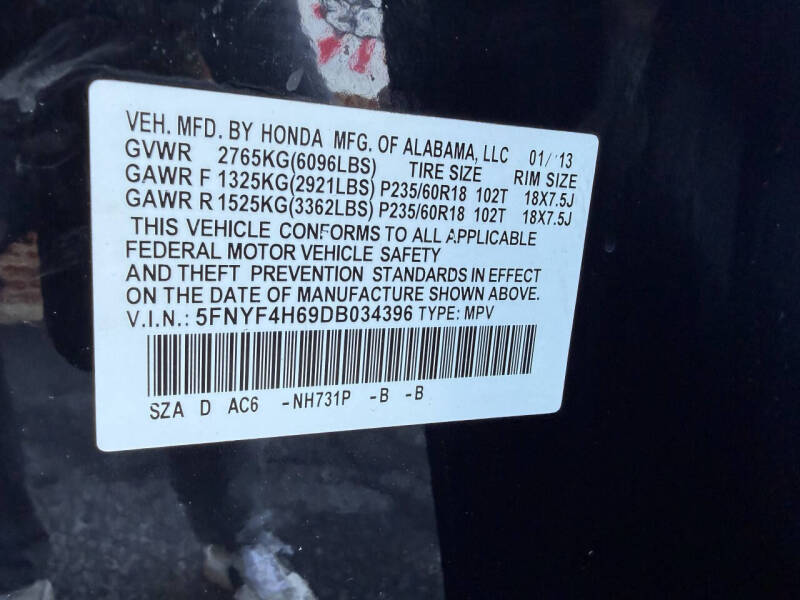 VEH. MFD. BY HONDA MFG. OF ALABAMA, LLC 01/'13
GVWR 2765KG(6096LBS) TIRE SIZE RIM SIZE
GAWR F 1325KG(2921LBS) P235/60R18 102T 18X7.5J
GAWR R 1525KG(3362LBS) P235/60R18 102T 18X7.5J
THIS VEHICLE CONFORMS TO ALL APPLICABLE
FEDERAL MOTOR VEHICLE SAFETY
AND THEFT PREVENTION STANDARDS IN EFFECT
ON THE DATE OF MANUFACTURE SHOWN ABOVE.
V.I.N.: 5FNYF4H69DB034396 TYPE: MPV
SZA D AC6 -NH731P -B -B